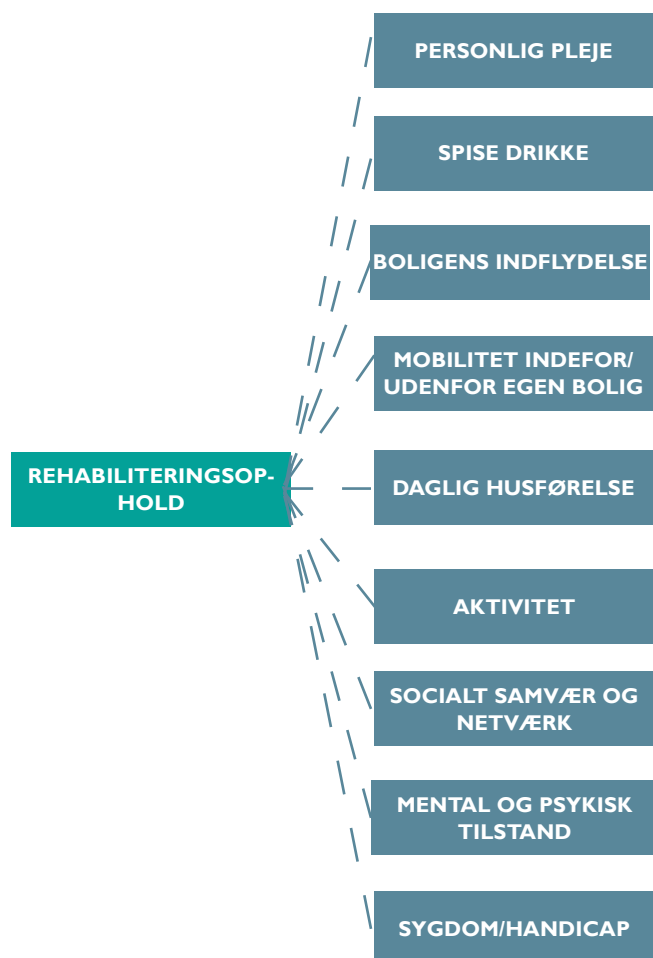 PERSONLIG PLEJE
SPISE DRIKKE
BOLIGENS INDFLYDELSE
MOBILITET INDEFOR/
UDENFOR EGEN BOLIG
REHABILITERINGSOP-
HOLD
DAGLIG HUSFØRELSE
AKTIVITET
SOCIALT SAMVÆR OG
NETVÆRK
MENTAL OG PSYKISK
TILSTAND
SYGDOM/HANDICAP